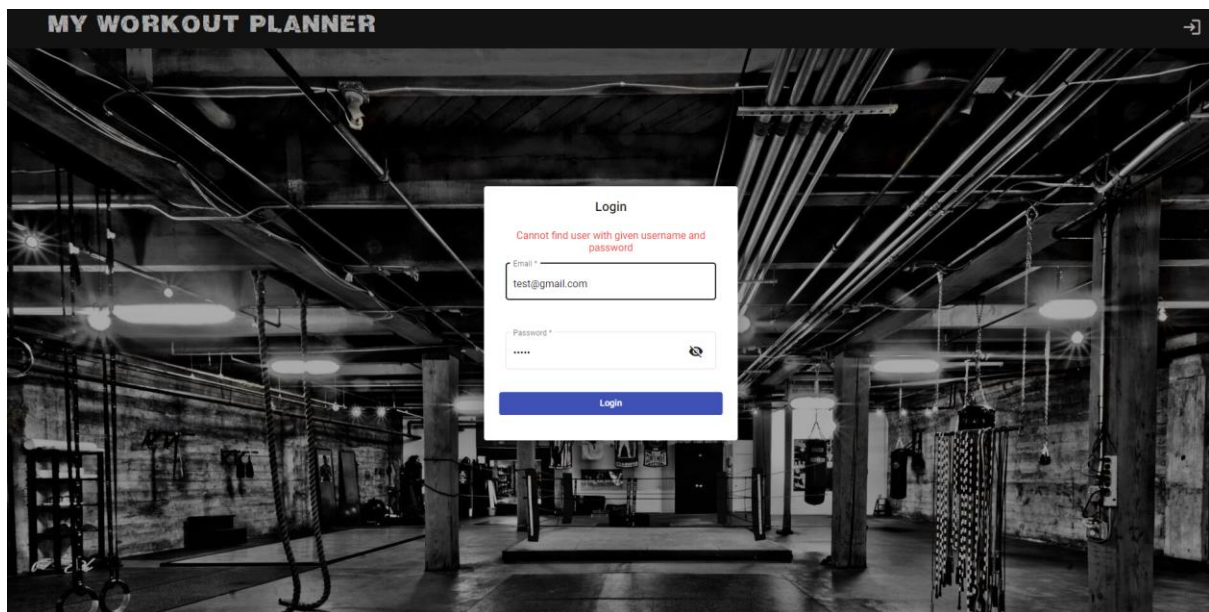 MY WORKOUT PLANNER
Login
Cannot find user with given username and
password
Email *
test@gmail.com
Password *
•••••
Login